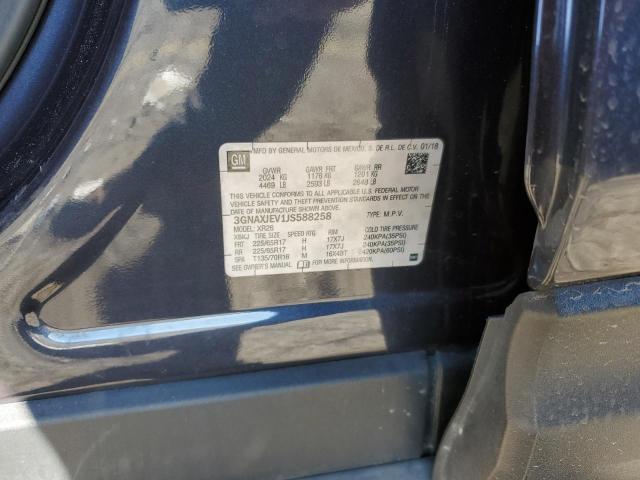 GM
MFD BY GENERAL MOTORS DE MEXICO, S. DE R.L. DE C.V. 01/18
GVWR GAWR FRT GAWR RR
2024 KG 1176 KG 1201 KG
4469 LB 2593 LB 2648 LB
THIS VEHICLE CONFORMS TO ALL APPLICABLE U.S. FEDERAL MOTOR
VEHICLE SAFETY AND THEFT PREVENTION STANDARDS IN EFFECT ON THE
DATE OF MANUFACTURE SHOWN ABOVE.
3GNAXJEV1JS588258 TYPE: M.P.V.
MODEL: XR26
TIRE SIZE SPEED RTG RIM COLD TIRE PRESSURE
FRT 225/65R17 H 17X7J 240KPA(35PSI)
RR 225/65R17 H 17X7J 240KPA(35PSI)
SPA T135/70R16 M 16X4BT 420KPA(60PSI)
SEE OWNER'S MANUAL FOR ADDITIONAL INFORMATION.